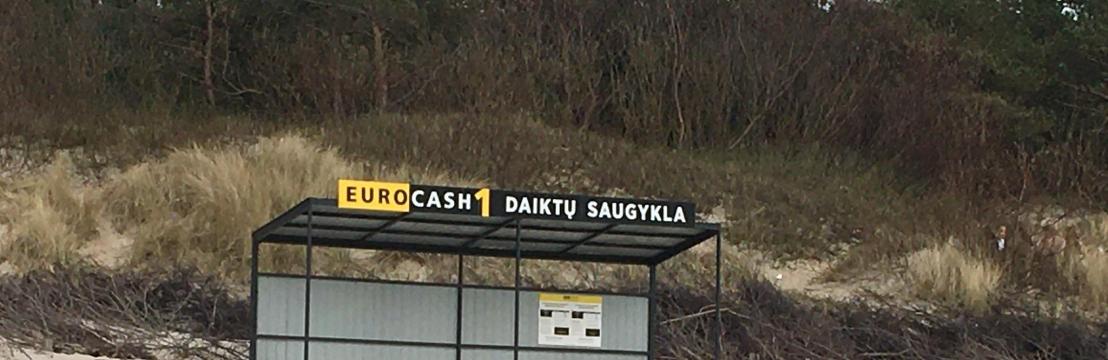 EUROCASH1 DAIKTŲ SAUGYKLA